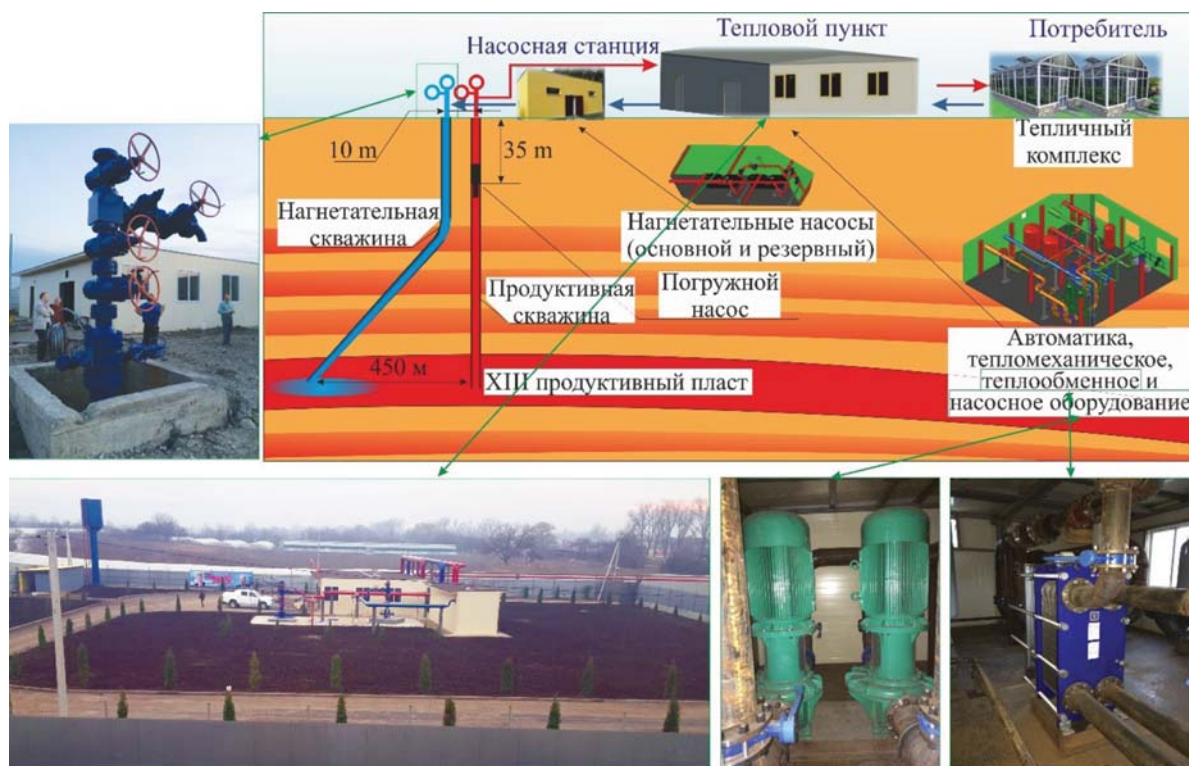 Тепловой пункт
Потребитель
Насосная станция
10 m
35 m
Тепличный
комплекс
Нагнетательная
скважина
Нагнетательные насосы
(основной и резервный)
Продуктивная
скважина
Погружной
насос
Автоматика,
тепломеханическое,
теплообменное и
насосное оборудование
450 м
XIII продуктивный пласт